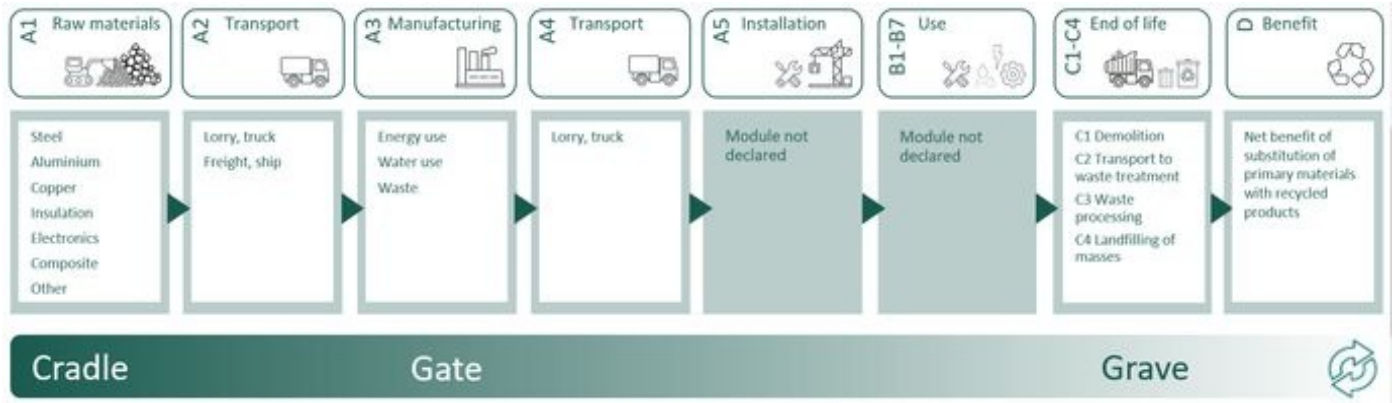 A1 Raw materials
A2 Transport
A3 Manufacturing
A4 Transport
A5 Installation
B1-B7 Use
C1-C4 End of life
D Benefit
Steel
Aluminium
Copper
Insulation
Electronics
Composite
Other
Lorry, truck
Freight, ship
Energy use
Water use
Waste
Lorry, truck
Module not
declared
Module not
declared
C1 Demolition
C2 Transport to
waste treatment
C3 Waste
processing
C4 Landfilling of
masses
Net benefit of
substitution of
primary materials
with recycled
products
Cradle
Gate
Grave